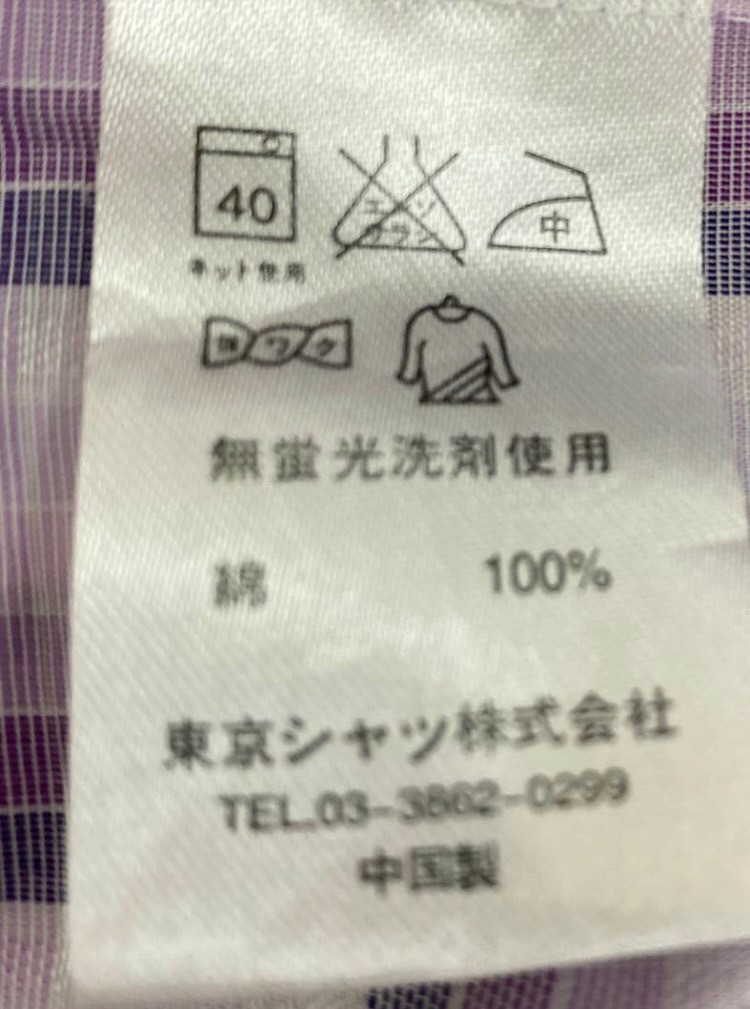 40
エンソ
サラシ
中
ネット使用
無蛍光洗剤使用
綿 100%
東京シャツ株式会社
TEL.03-3862-0299
中国製